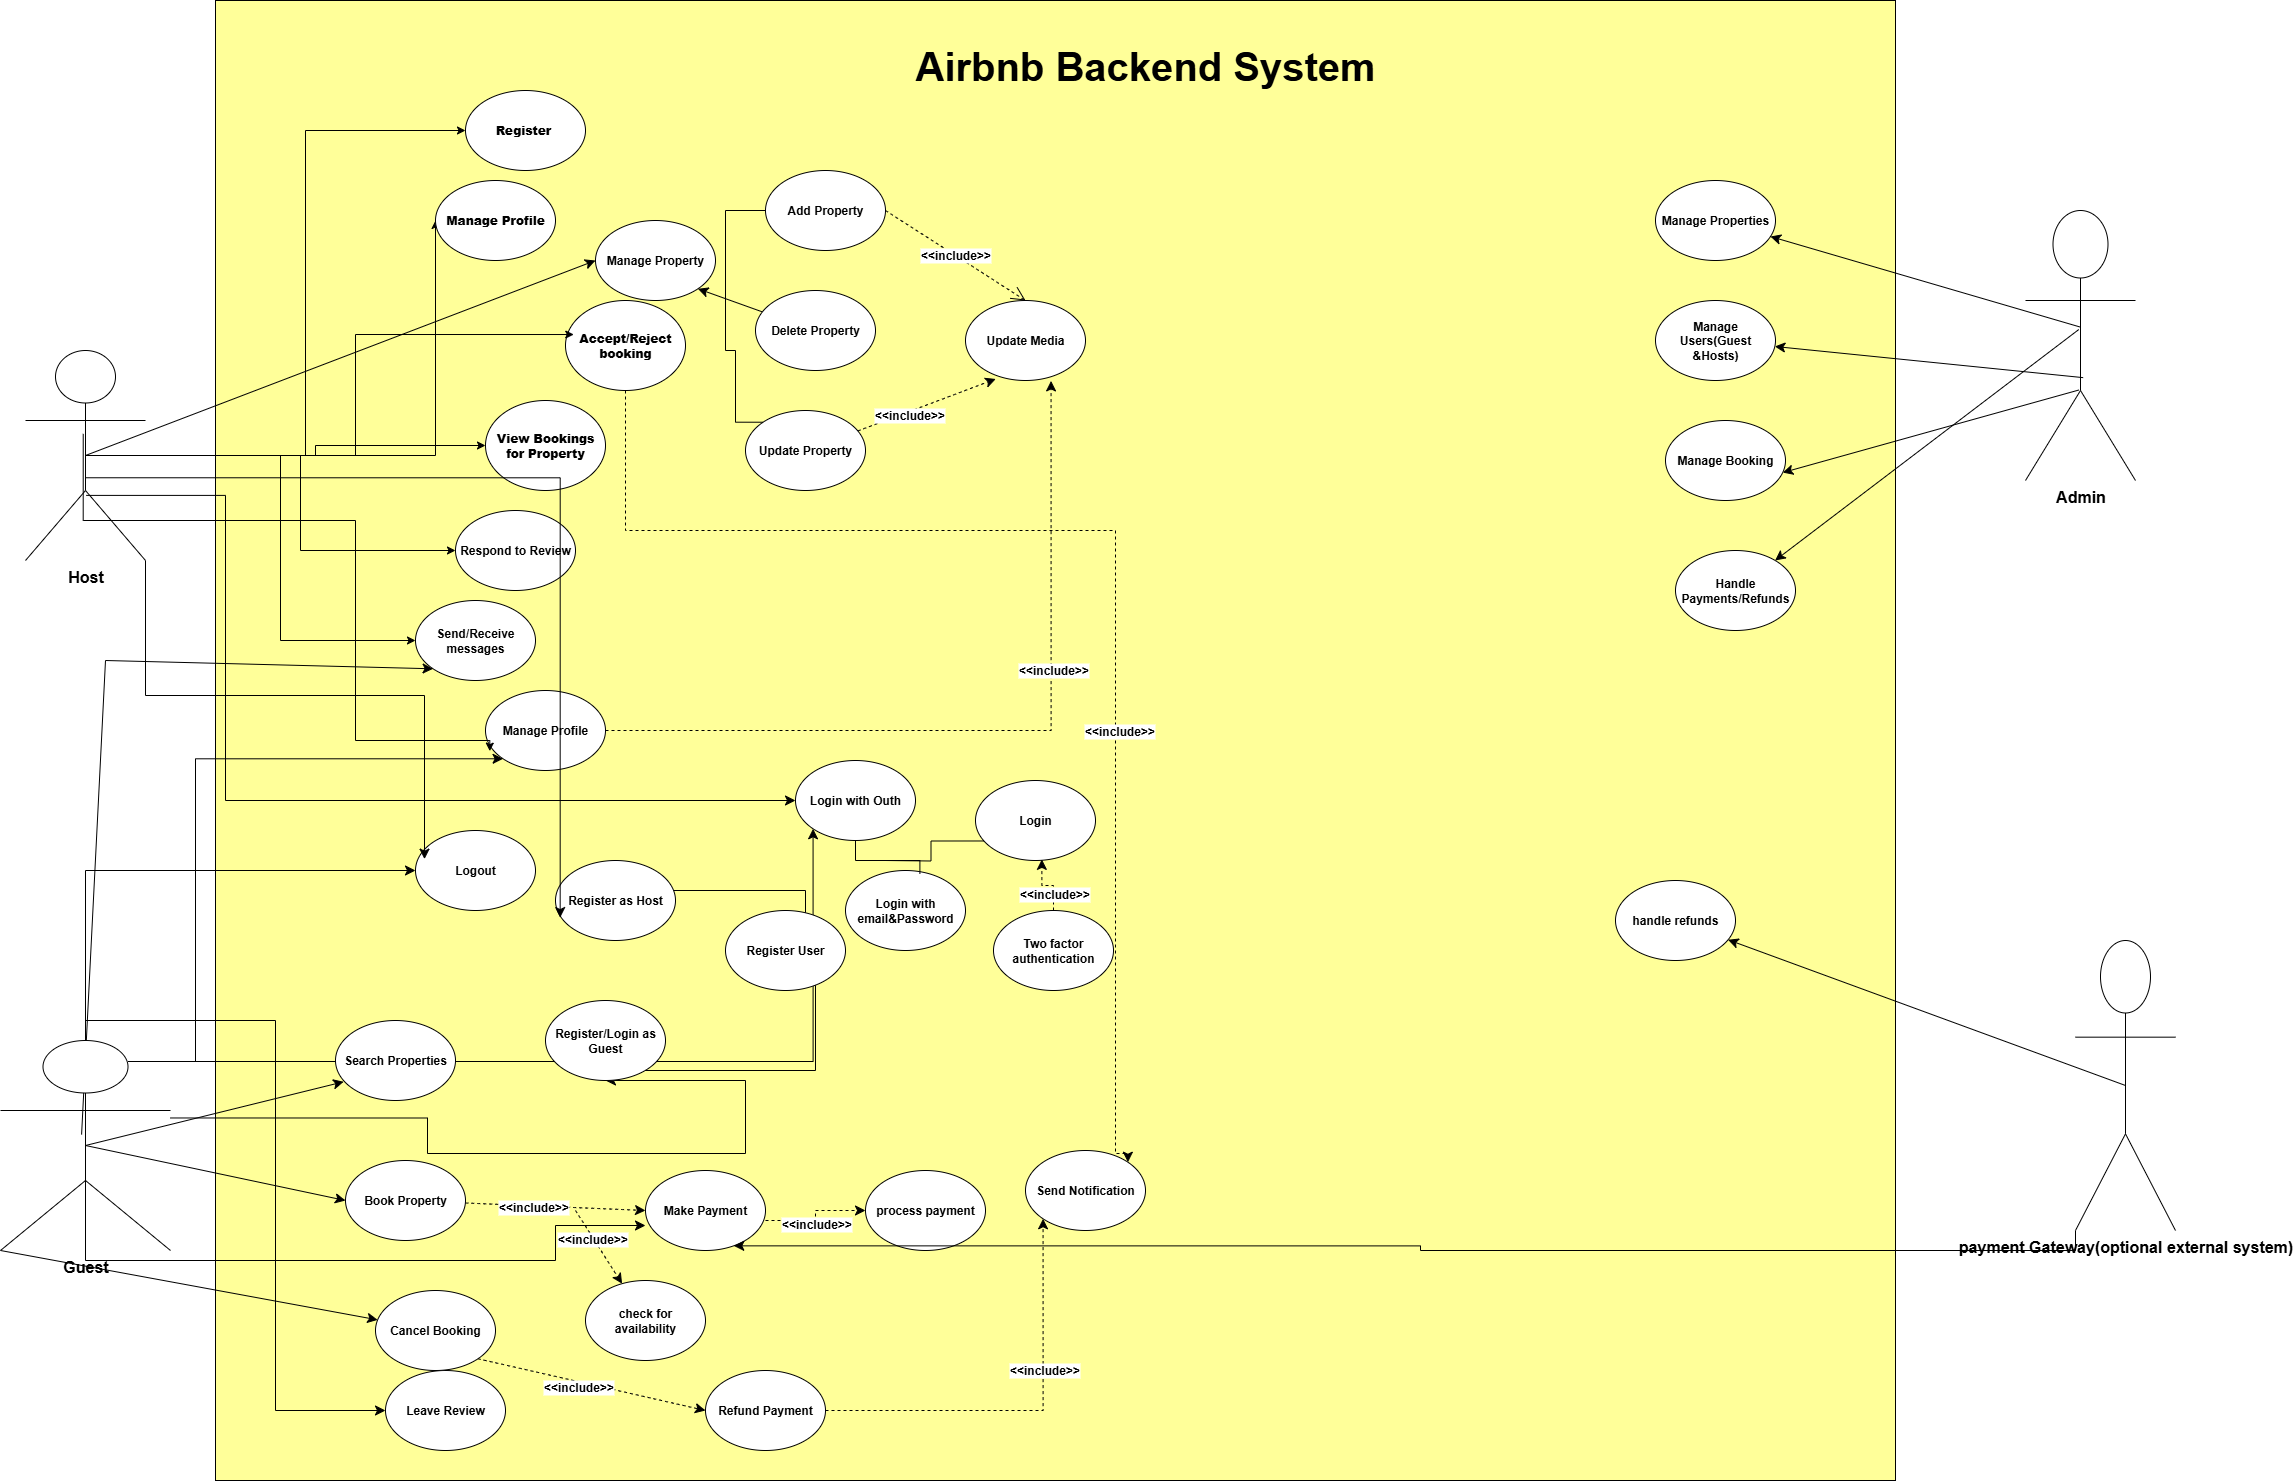 Airbnb Backend System
Register
Manage Profile
Manage Property
Add Property
<<include>>
Delete Property
Accept/Reject
booking
Update Media
<<include>>
View Bookings
for Property
Update Property
Respond to Review
Send/Receive
messages
<<include>>
<<include>>
Manage Profile
Login with Outh
Login
Logout
Register as Host
Login with
email&Password
<<include>>
Register User
Two factor
authentication
Search Properties
Register/Login as
Guest
Book Property
<<include>>
Make Payment
<<include>>
process payment
Send Notification
<<include>>
check for
availability
Cancel Booking
<<include>>
Leave Review
Refund Payment
<<include>>
Manage Properties
Manage
Users(Guest
&Hosts)
Manage Booking
Handle
Payments/Refunds
handle refunds
Host
Guest
Admin
payment Gateway(optional external system)